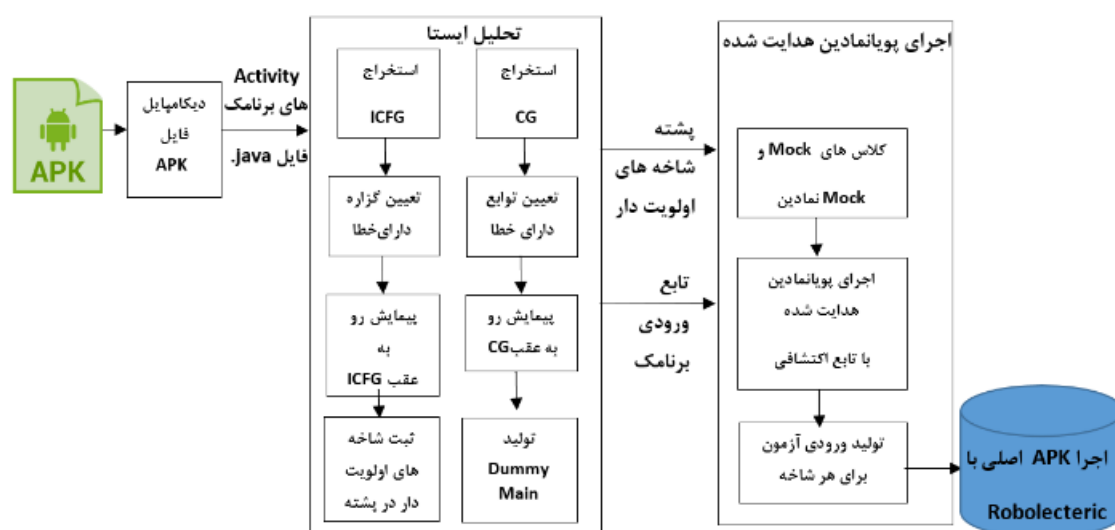 APK
دیکامپایل
فایل
APK
Activity
های برنامک
فایل java.
تحلیل ایستا
استخراج
ICFG
تعیین گزاره
دارای‌خطا
پیمایش رو
به
عقب ICFG
ثبت شاخه
های اولویت
دار در پشته
استخراج
CG
تعیین توابع
دارای خطا
پیمایش رو
به عقب‌CG
تولید
Dummy
Main
پشته
شاخه های
اولویت دار
تابع
ورودی
برنامک
اجرای پویانمادین هدایت شده
کلاس های Mock و
Mock نمادین
اجرای پویانمادین
هدایت شده
با تابع اکتشافی
تولید ورودی آزمون
برای هر شاخه
اجرا APK اصلی با
Robolecteric